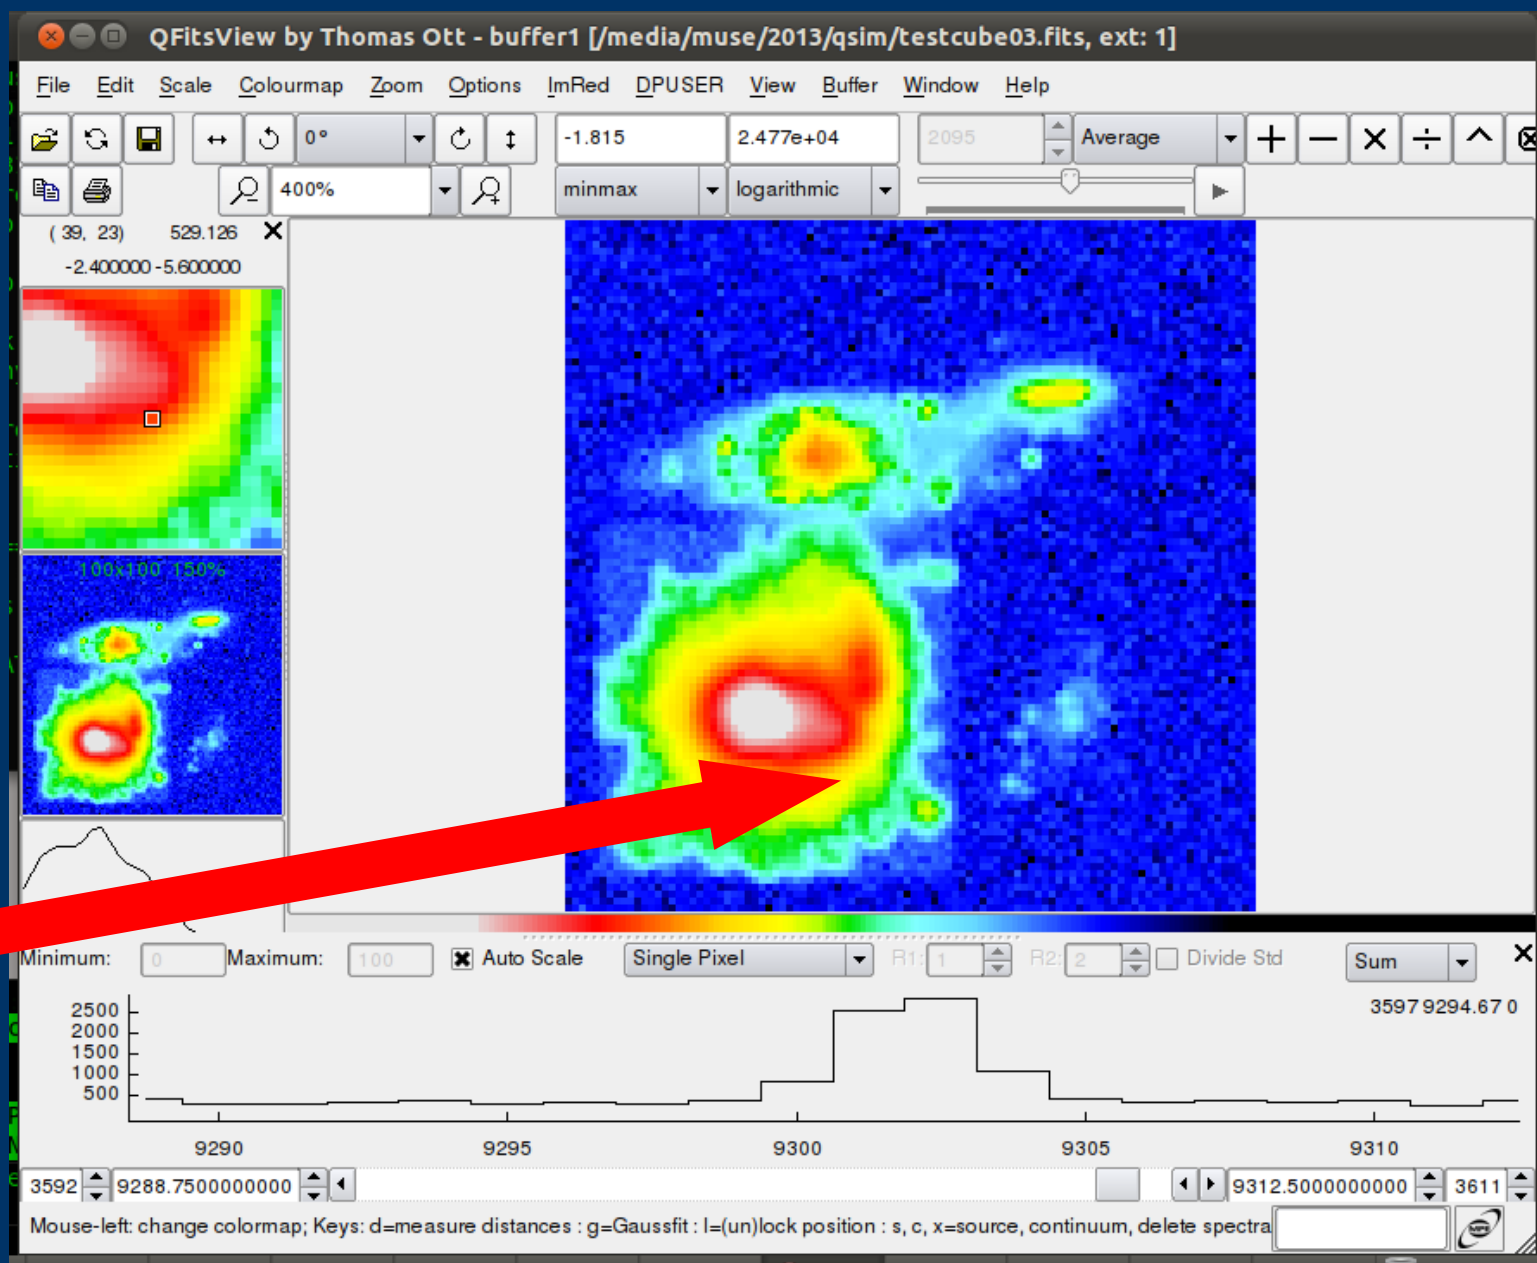 QFitsView by Thomas Ott - buffer1 [/media/muse/2013/qsim/testcube03.fits, ext: 1]
File Edit Scale Colourmap Zoom Options ImRed DPUSER View Buffer Window Help
0° -1.815 2.477e+04 2095 Average
400% minmax logarithmic
( 39, 23) 529.126
-2.400000 -5.600000
100x100 150%
Minimum: 0 Maximum: 100 Auto Scale Single Pixel R1: 1 R2: 2 Divide Std Sum
3597 9294.67 0
2500
2000
1500
1000
500
9290 9295 9300 9305 9310
3592 9288.7500000000 9312.5000000000 3611
Mouse-left: change colormap; Keys: d=measure distances : g=Gaussfit : l=(un)lock position : s, c, x=source, continuum, delete spectra
MPE